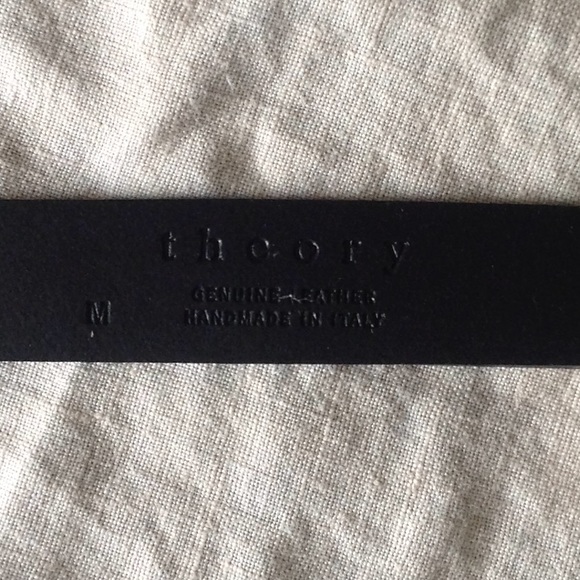 theory
GENUINE LEATHER
M HANDMADE IN ITALY